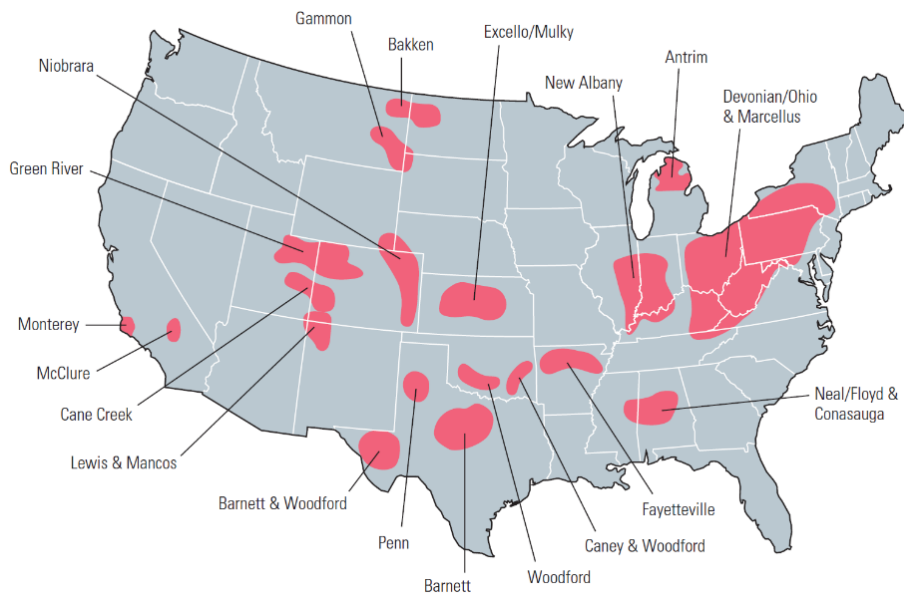 Gammon
Bakken
Excello/Mulky
Niobrara
New Albany
Antrim
Devonian/Ohio
& Marcellus
Green River
Monterey
McClure
Cane Creek
Lewis & Mancos
Barnett & Woodford
Penn
Barnett
Woodford
Caney & Woodford
Fayetteville
Neal/Floyd &
Conasauga